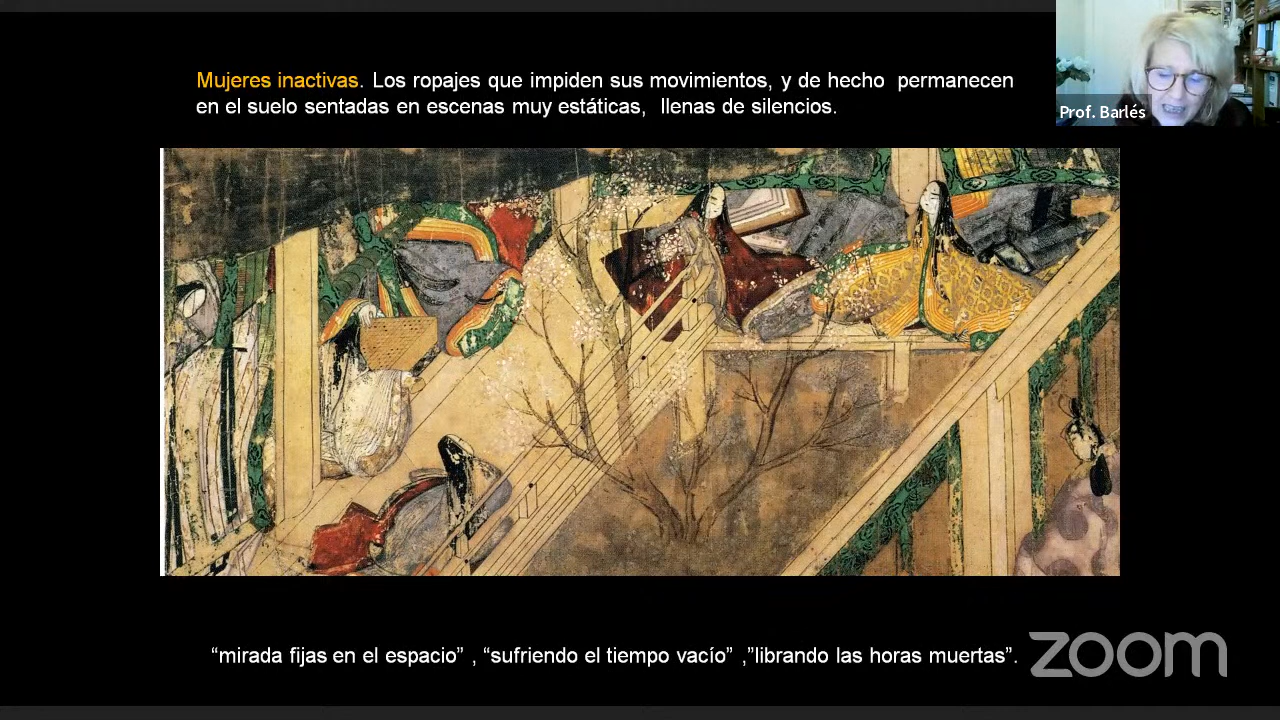 Mujeres inactivas. Los ropajes que impiden sus movimientos, y de hecho permanecen
en el suelo sentadas en escenas muy estáticas, llenas de silencios.
Prof. Barlés
“mirada fijas en el espacio” , “sufriendo el tiempo vacío” ,”librando las horas muertas”.
zoom